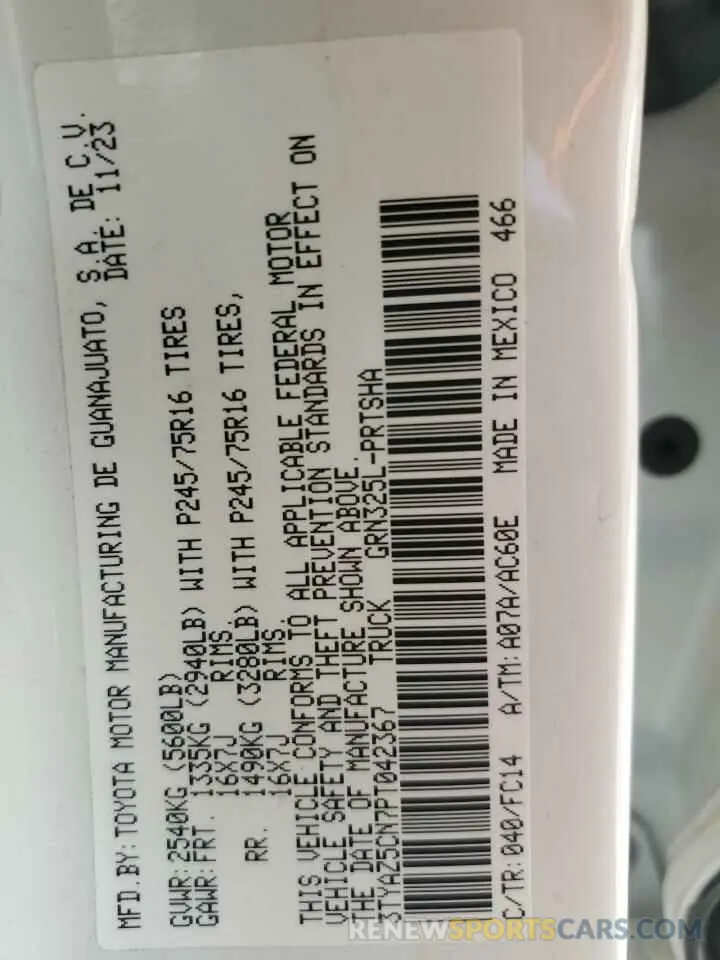 MFD.BY: TOYOTA MOTOR MANUFACTURING DE GUANAJUATO, S.A. DE C.V.
DATE: 11/23
GVWR: 2540KG (5600LB)
GAWR: FRT. 1335KG (2940LB) WITH P245/75R16 TIRES
16X7J RIMS.
RR. 1490KG (3280LB) WITH P245/75R16 TIRES,
16X7J RIMS.
THIS VEHICLE CONFORMS TO ALL APPLICABLE FEDERAL MOTOR
VEHICLE SAFETY AND THEFT PREVENTION STANDARDS IN EFFECT ON
THE DATE OF MANUFACTURE SHOWN ABOVE.
3TYAZ5CN7PT042367 TRUCK GRN325L-PRTSHA
C/TR: 040/FC14 A/TM: A07A/AC60E MADE IN MEXICO 466
RENEWSPORTSCARS.COM